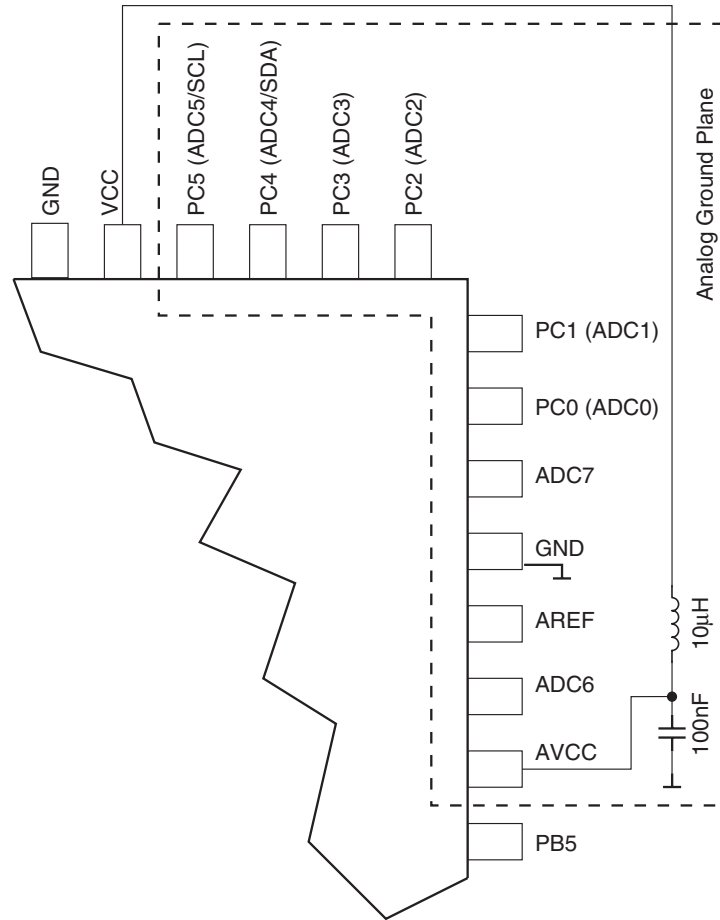 GND
VCC
PC5 (ADC5/SCL)
PC4 (ADC4/SDA)
PC3 (ADC3)
PC2 (ADC2)
Analog Ground Plane
PC1 (ADC1)
PC0 (ADC0)
ADC7
GND
AREF
ADC6
AVCC
PB5
10μH
100nF